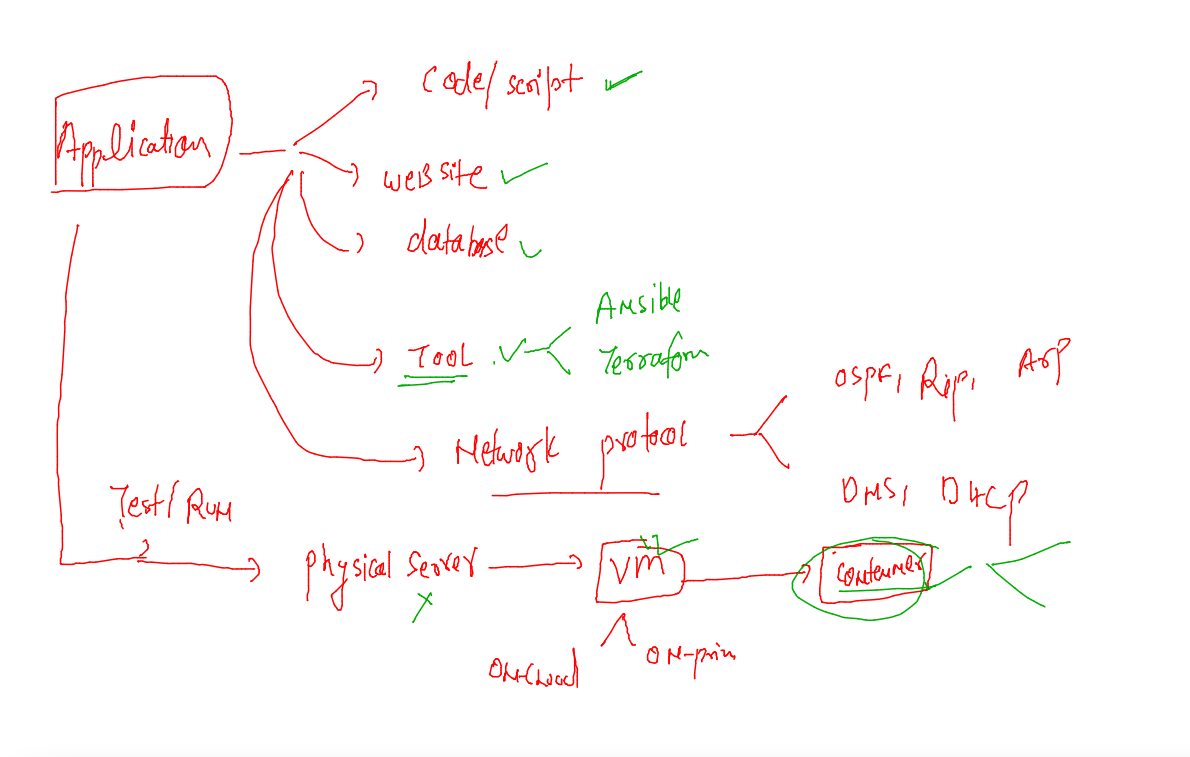 Code/script
Application
website
database
Ansible
Tool
Terraform
OSPF, Rip, Arp
Network protocol
DNS, DHCP
Test/Run
physical server
vm
Container
on-cloud
on-prim